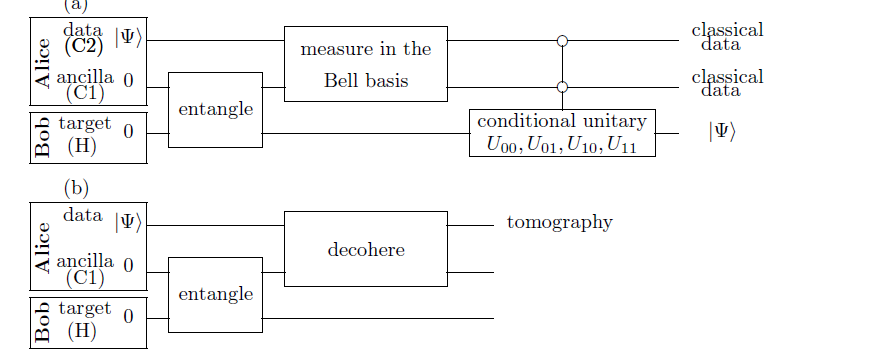 (a)
Alice
data |Ψ⟩
(C2)
ancilla 0
(C1)
Bob
target 0
(H)
entangle
measure in the
Bell basis
conditional unitary
U₀₀, U₀₁, U₁₀, U₁₁
classical
data
classical
data
|Ψ⟩
(b)
Alice
data |Ψ⟩
ancilla 0
(C1)
Bob
target 0
(H)
entangle
decohere
tomography